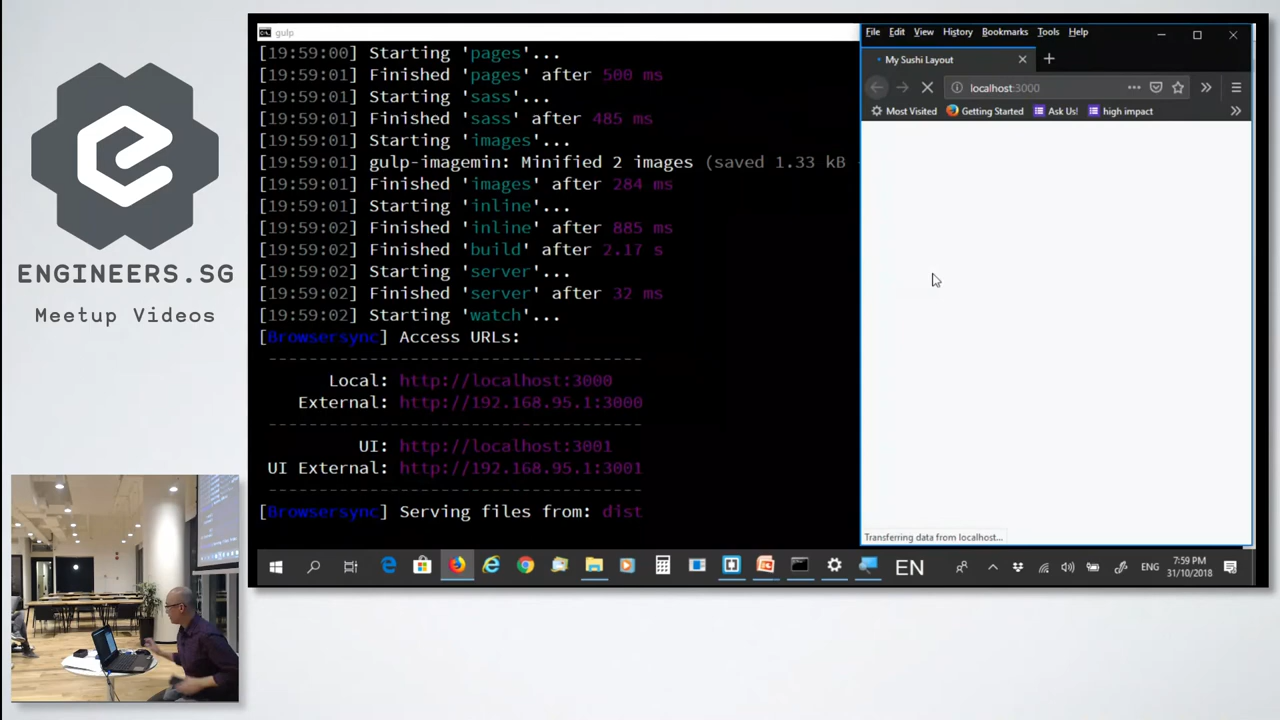 ENGINEERS.SG
Meetup Videos
gulp
[19:59:00] Starting 'pages'...
[19:59:01] Finished 'pages' after 500 ms
[19:59:01] Starting 'sass'...
[19:59:01] Finished 'sass' after 485 ms
[19:59:01] Starting 'images'...
[19:59:01] gulp-imagemin: Minified 2 images (saved 1.33 kB
[19:59:01] Finished 'images' after 284 ms
[19:59:01] Starting 'inline'...
[19:59:02] Finished 'inline' after 885 ms
[19:59:02] Finished 'build' after 2.17 s
[19:59:02] Starting 'server'...
[19:59:02] Finished 'server' after 32 ms
[19:59:02] Starting 'watch'...
[Browsersync] Access URLs:
Local: http://localhost:3000
External: http://192.168.95.1:3000
UI: http://localhost:3001
UI External: http://192.168.95.1:3001
[Browsersync] Serving files from: dist
File Edit View History Bookmarks Tools Help
My Sushi Layout
localhost:3000
Most Visited Getting Started Ask Us! high impact
Transferring data from localhost...
EN
ENG
7:59 PM
31/10/2018